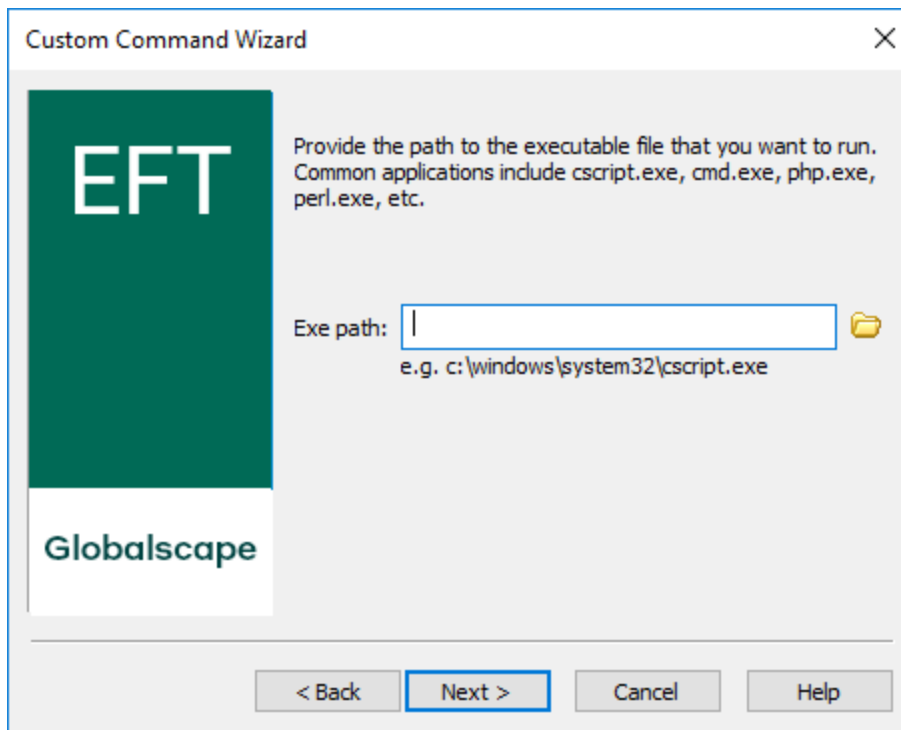 Custom Command Wizard
EFT
Globalscape
Provide the path to the executable file that you want to run.
Common applications include cscript.exe, cmd.exe, php.exe,
perl.exe, etc.
Exe path:
e.g. c:\windows\system32\cscript.exe
< Back Next > Cancel Help